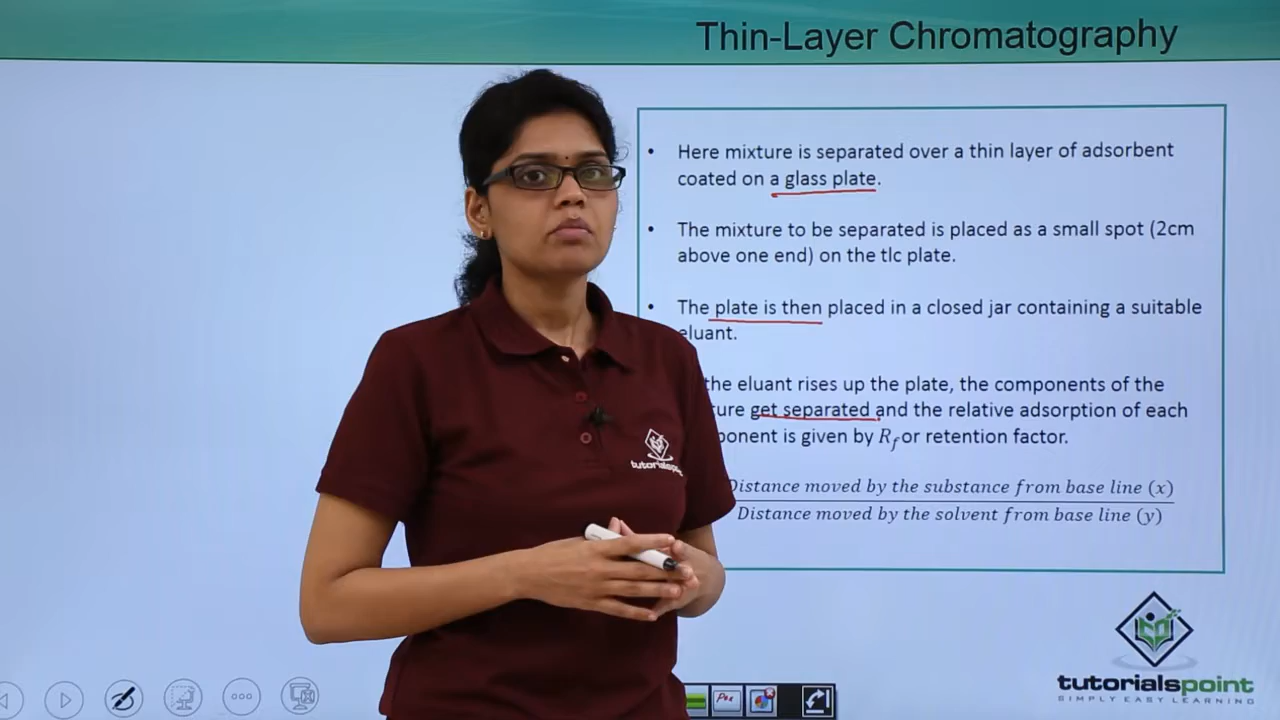 Thin-Layer Chromatography
• Here mixture is separated over a thin layer of adsorbent
coated on a glass plate.
• The mixture to be separated is placed as a small spot (2cm
above one end) on the tlc plate.
• The plate is then placed in a closed jar containing a suitable
eluant.
the eluant rises up the plate, the components of the
get separated and the relative adsorption of each
component is given by R_f or retention factor.
Distance moved by the substance from base line (x)
Distance moved by the solvent from base line (y)
tutorialspoint
tutorialspoint
SIMPLY EASY LEARNING
Pen